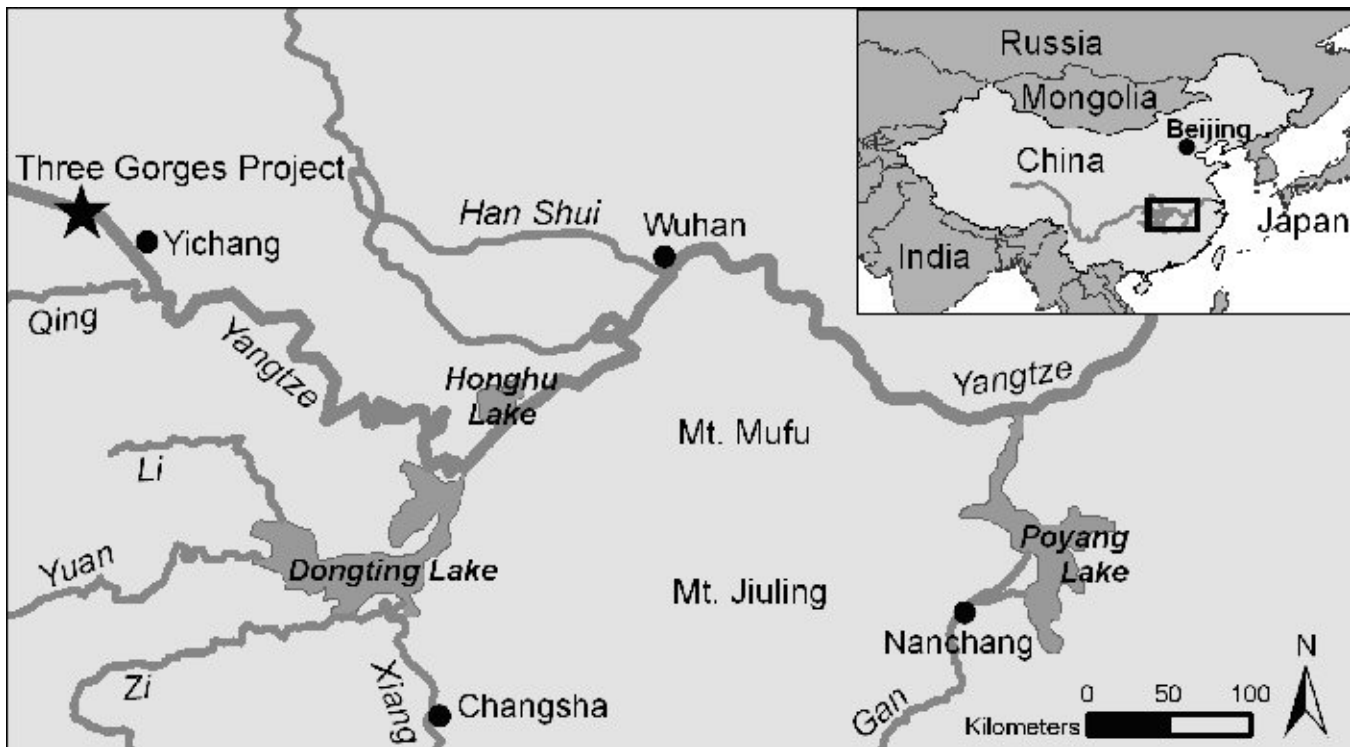 Russia
Mongolia
Beijing
China
Japan
India
Three Gorges Project
Yichang
Han Shui
Wuhan
Qing
Yangtze
Honghu
Lake
Yangtze
Mt. Mufu
Li
Yuan
Dongting Lake
Poyang
Lake
Mt. Jiuling
Nanchang
N
Zi
Xiang
Changsha
Gan
0 50 100
Kilometers